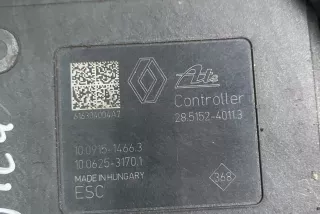 Ate
Controller
28.5152-4011.3
10.0915-1466.3
10.0625-3170.1
MADE IN HUNGARY
ESC
368